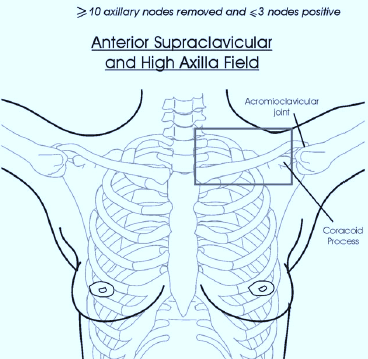 ⩾10 axillary nodes removed and ⩽3 nodes positive
Anterior Supraclavicular
and High Axilla Field
Acromioclavicular
joint
Coracoid
Process